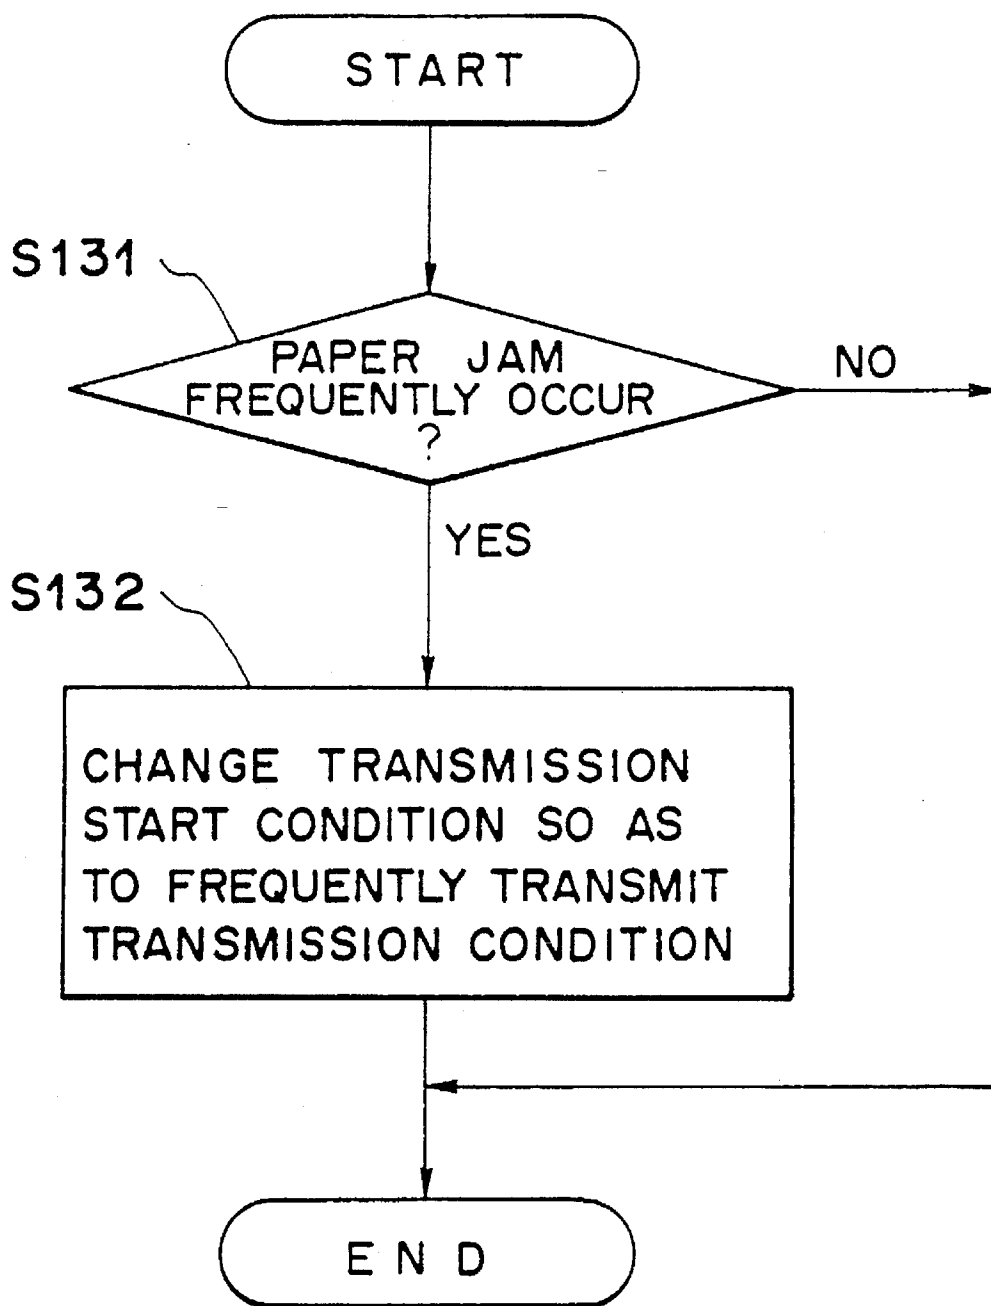 START
S131
PAPER JAM
FREQUENTLY OCCUR
?
NO
YES
S132
CHANGE TRANSMISSION
START CONDITION SO AS
TO FREQUENTLY TRANSMIT
TRANSMISSION CONDITION
END